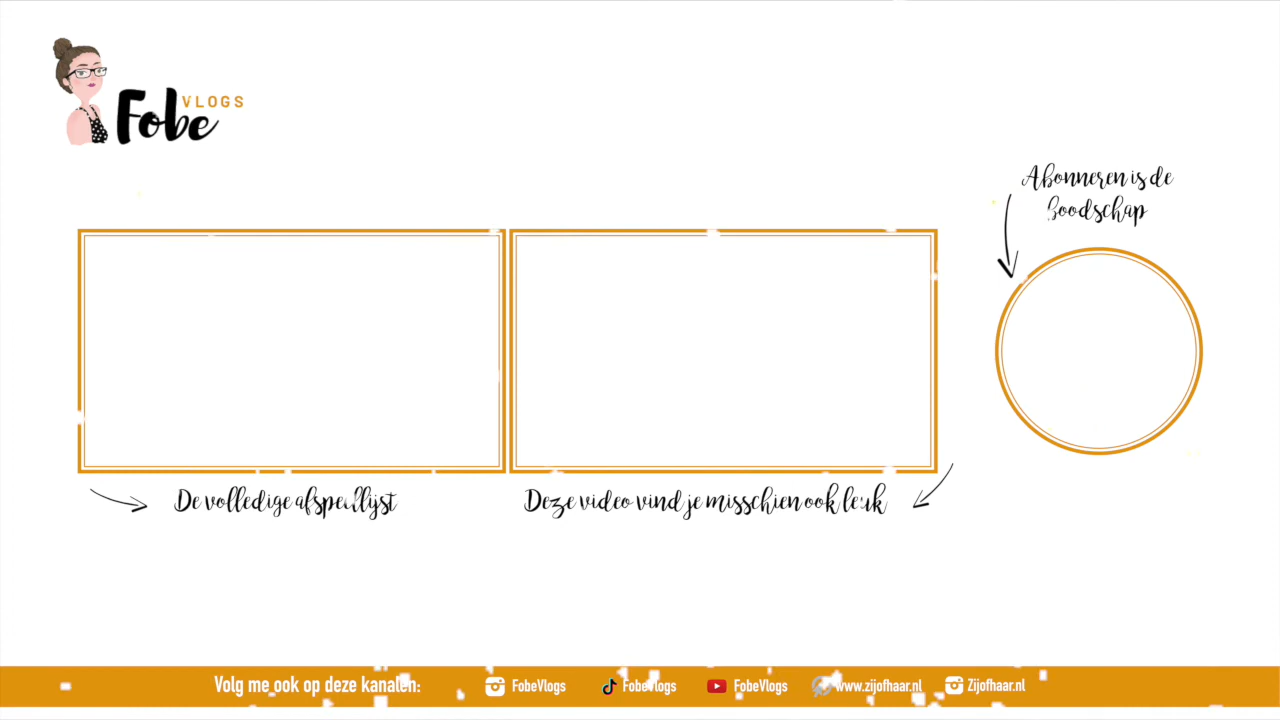 VLOGS
Fobe
Abonneren is de
Boodschap
De volledige afspeellijst
Deze video vind je misschien ook leuk
Volg me ook op deze kanalen: FobeVlogs FobeVlogs FobeVlogs www.zijofhaar.nl Zijofhaar.nl